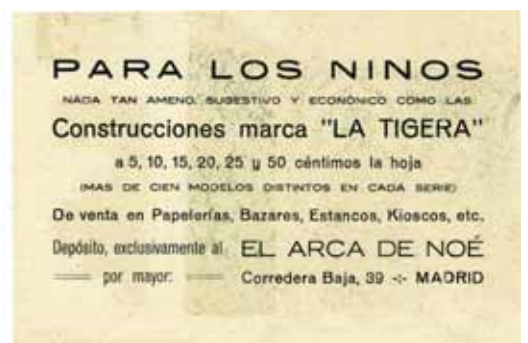 PARA LOS NINOS
NADA TAN AMENO, SUGESTIVO Y ECONÓNICO COMO LAS
Construcciones marca "LA TIGERA"
a 5, 10, 15, 20, 25 y 50 céntimos la hoja
(MAS DE CIEN MODELOS DISTINTOS EN CADA SERIE)
De venta en Papelerías, Bazares, Estancos, Kioscos, etc.
Depósito, exclusivamente al EL ARCA DE NOÉ
por mayor: Corredera Baja, 39 -:- MADRID